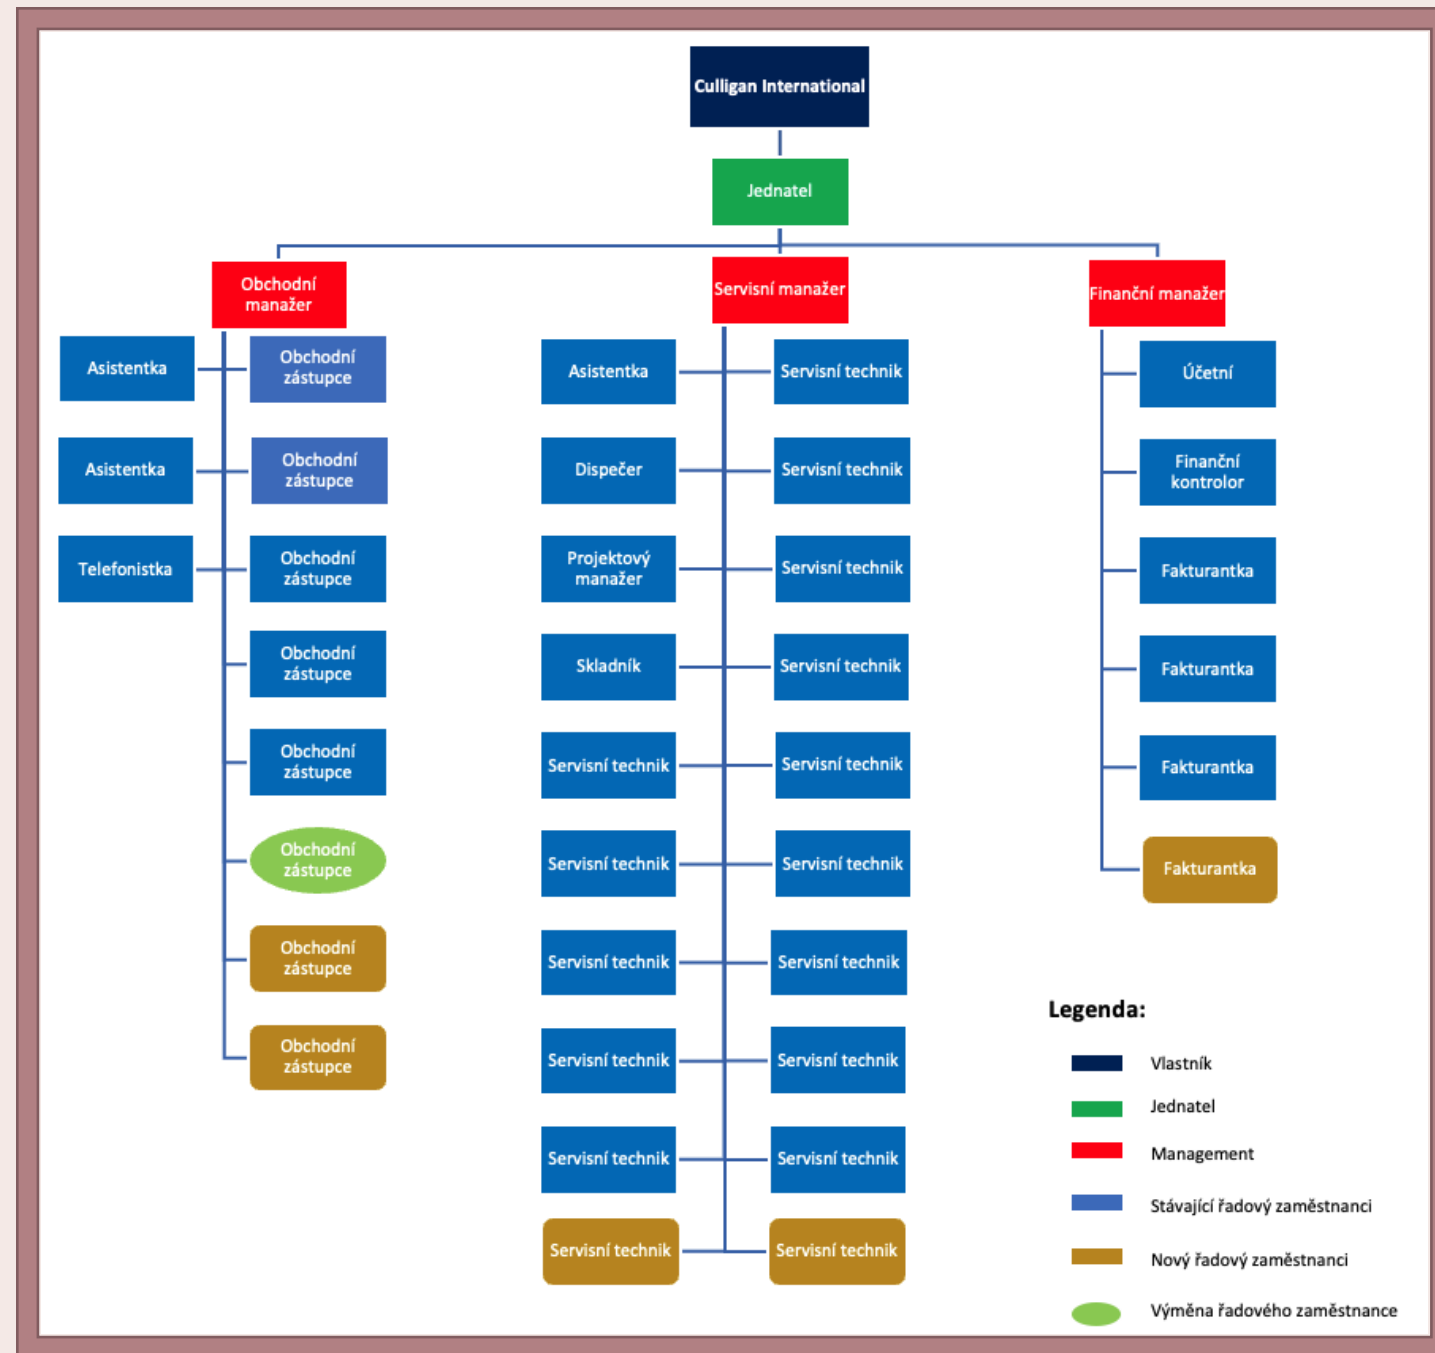 Culligan International
Jednatel
Obchodní
manažer
Servisní manažer
Finanční manažer
Asistentka
Obchodní
zástupce
Asistentka
Obchodní
zástupce
Telefonistka
Obchodní
zástupce
Obchodní
zástupce
Obchodní
zástupce
Obchodní
zástupce
Obchodní
zástupce
Obchodní
zástupce
Asistentka
Servisní technik
Dispečer
Servisní technik
Projektový
manažer
Servisní technik
Skladník
Servisní technik
Servisní technik
Servisní technik
Servisní technik
Servisní technik
Servisní technik
Servisní technik
Servisní technik
Servisní technik
Servisní technik
Servisní technik
Servisní technik
Servisní technik
Účetní
Finanční
kontrolor
Fakturantka
Fakturantka
Fakturantka
Fakturantka
Legenda:
Vlastník
Jednatel
Management
Stávající řadový zaměstnanci
Nový řadový zaměstnanci
Výměna řadového zaměstnance